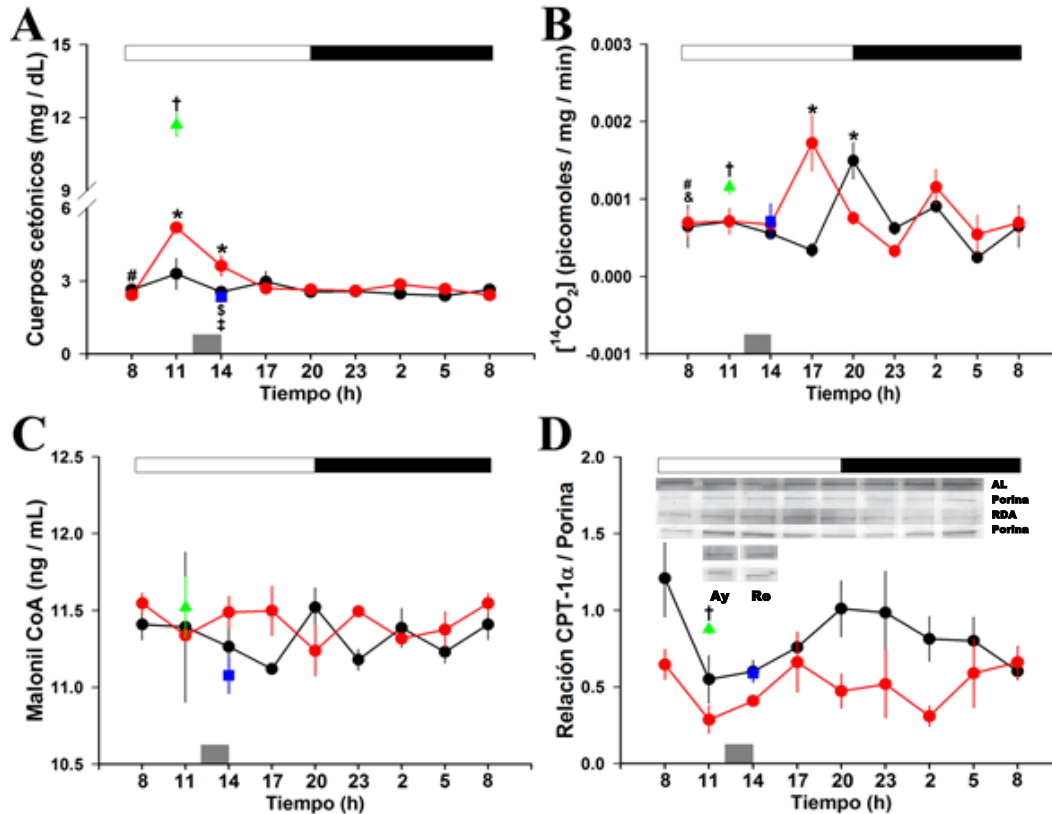 A
Cuerpos cetónicos (mg / dL)
15
12
9
6
3
0
†
*
*
#
$
‡
8 11 14 17 20 23 2 5 8
Tiempo (h)
B
[¹⁴CO₂] (picomoles / mg / min)
0.003
0.002
0.001
0.000
-0.001
*
*
†
#
&
8 11 14 17 20 23 2 5 8
Tiempo (h)
C
Malonil CoA (ng / mL)
12.5
12.0
11.5
11.0
10.5
8 11 14 17 20 23 2 5 8
Tiempo (h)
D
Relación CPT-1α / Porina
2.0
1.5
1.0
0.5
0.0
AL
Porina
RDA
Porina
Ay Re
†
8 11 14 17 20 23 2 5 8
Tiempo (h)